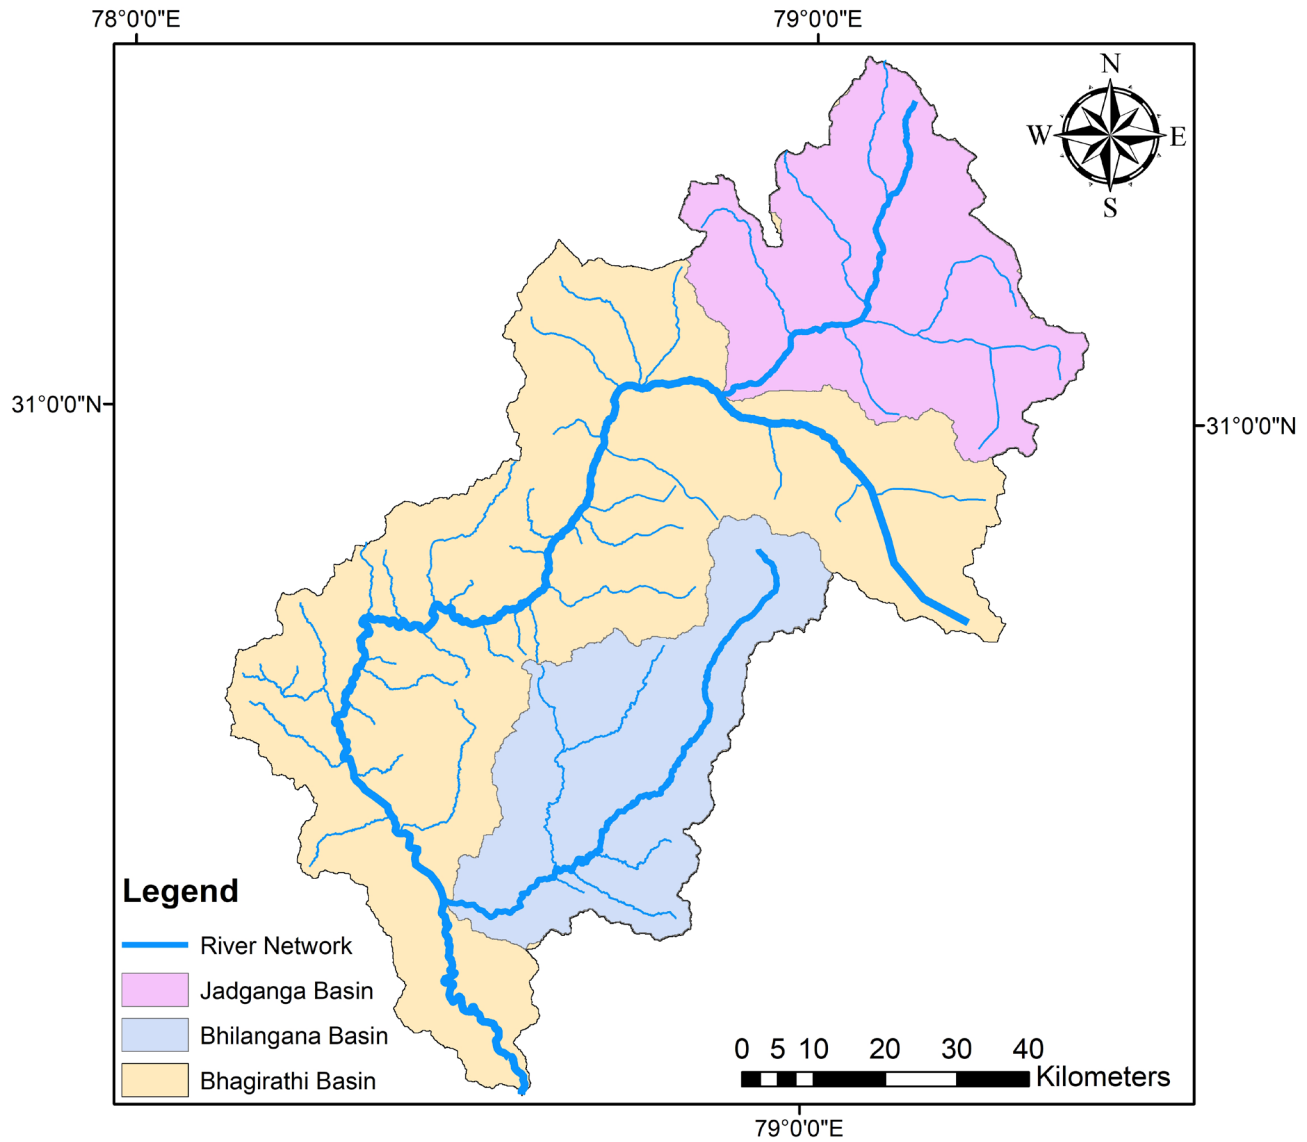 78°0'0"E
79°0'0"E
N
W
E
S
31°0'0"N
31°0'0"N
Legend
River Network
Jadganga Basin
Bhilangana Basin
Bhagirathi Basin
0 5 10 20 30 40
Kilometers
79°0'0"E